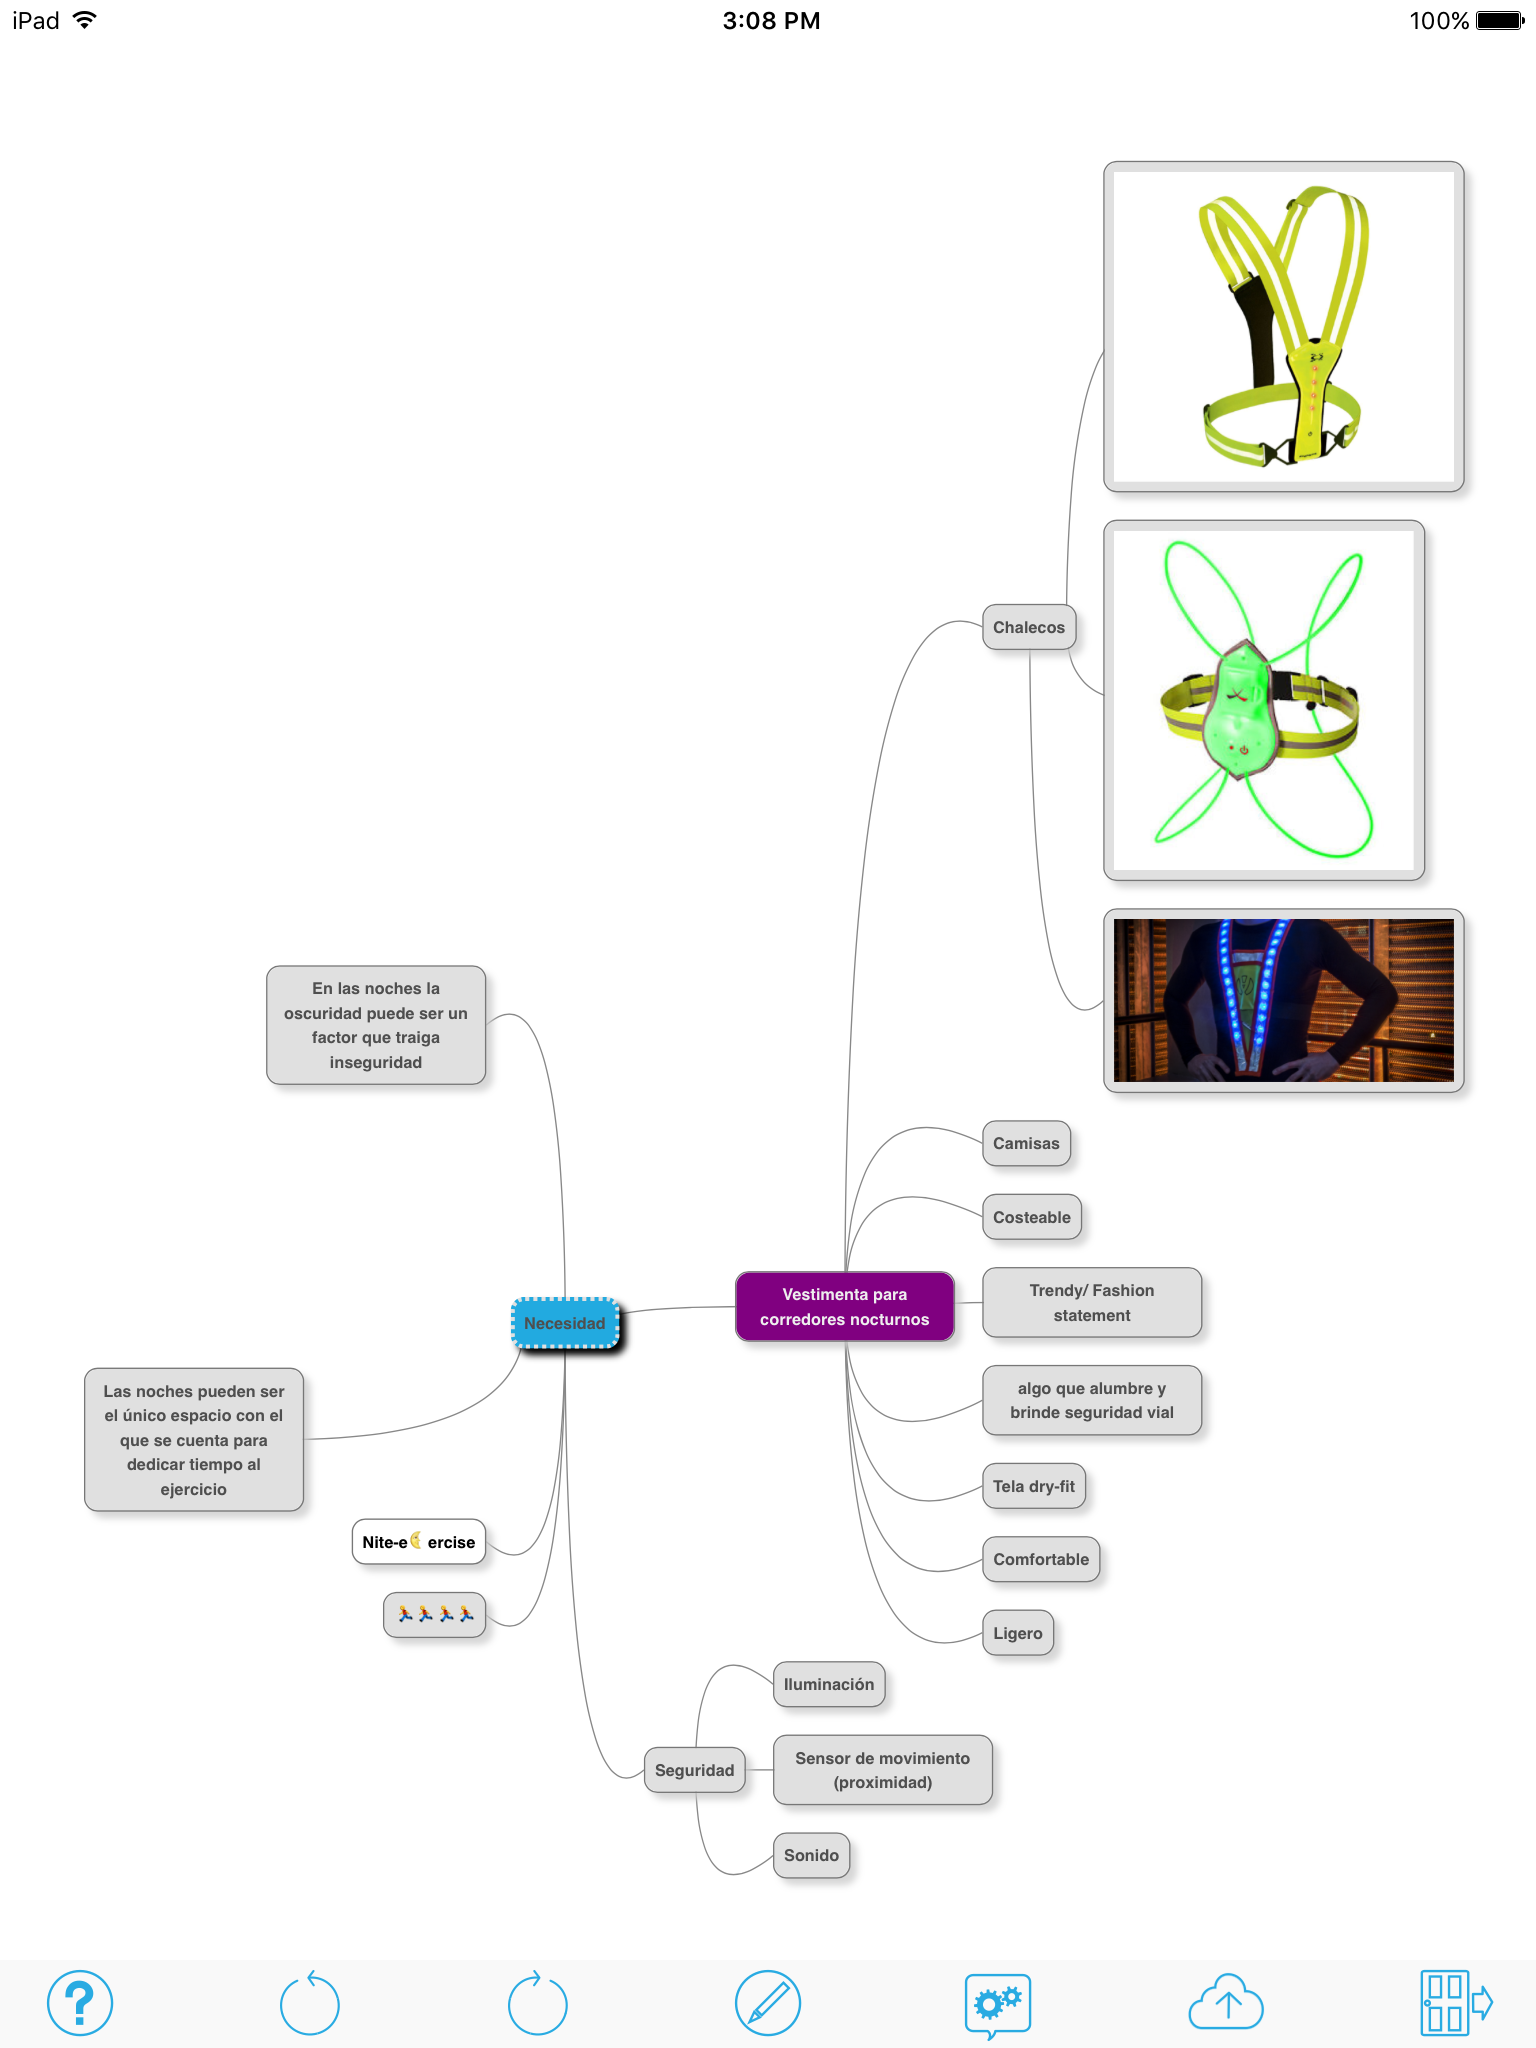 iPad
3:08 PM
100%
Chalecos
En las noches la
oscuridad puede ser un
factor que traiga
inseguridad
Camisas
Costeable
Vestimenta para
corredores nocturnos
Trendy/ Fashion
statement
Necesidad
algo que alumbre y
brinde seguridad vial
Las noches pueden ser
el único espacio con el
que se cuenta para
dedicar tiempo al
ejercicio
Tela dry-fit
Nite-e🌛ercise
Comfortable
🏃🏃🏃🏃
Ligero
Iluminación
Seguridad
Sensor de movimiento
(proximidad)
Sonido
?